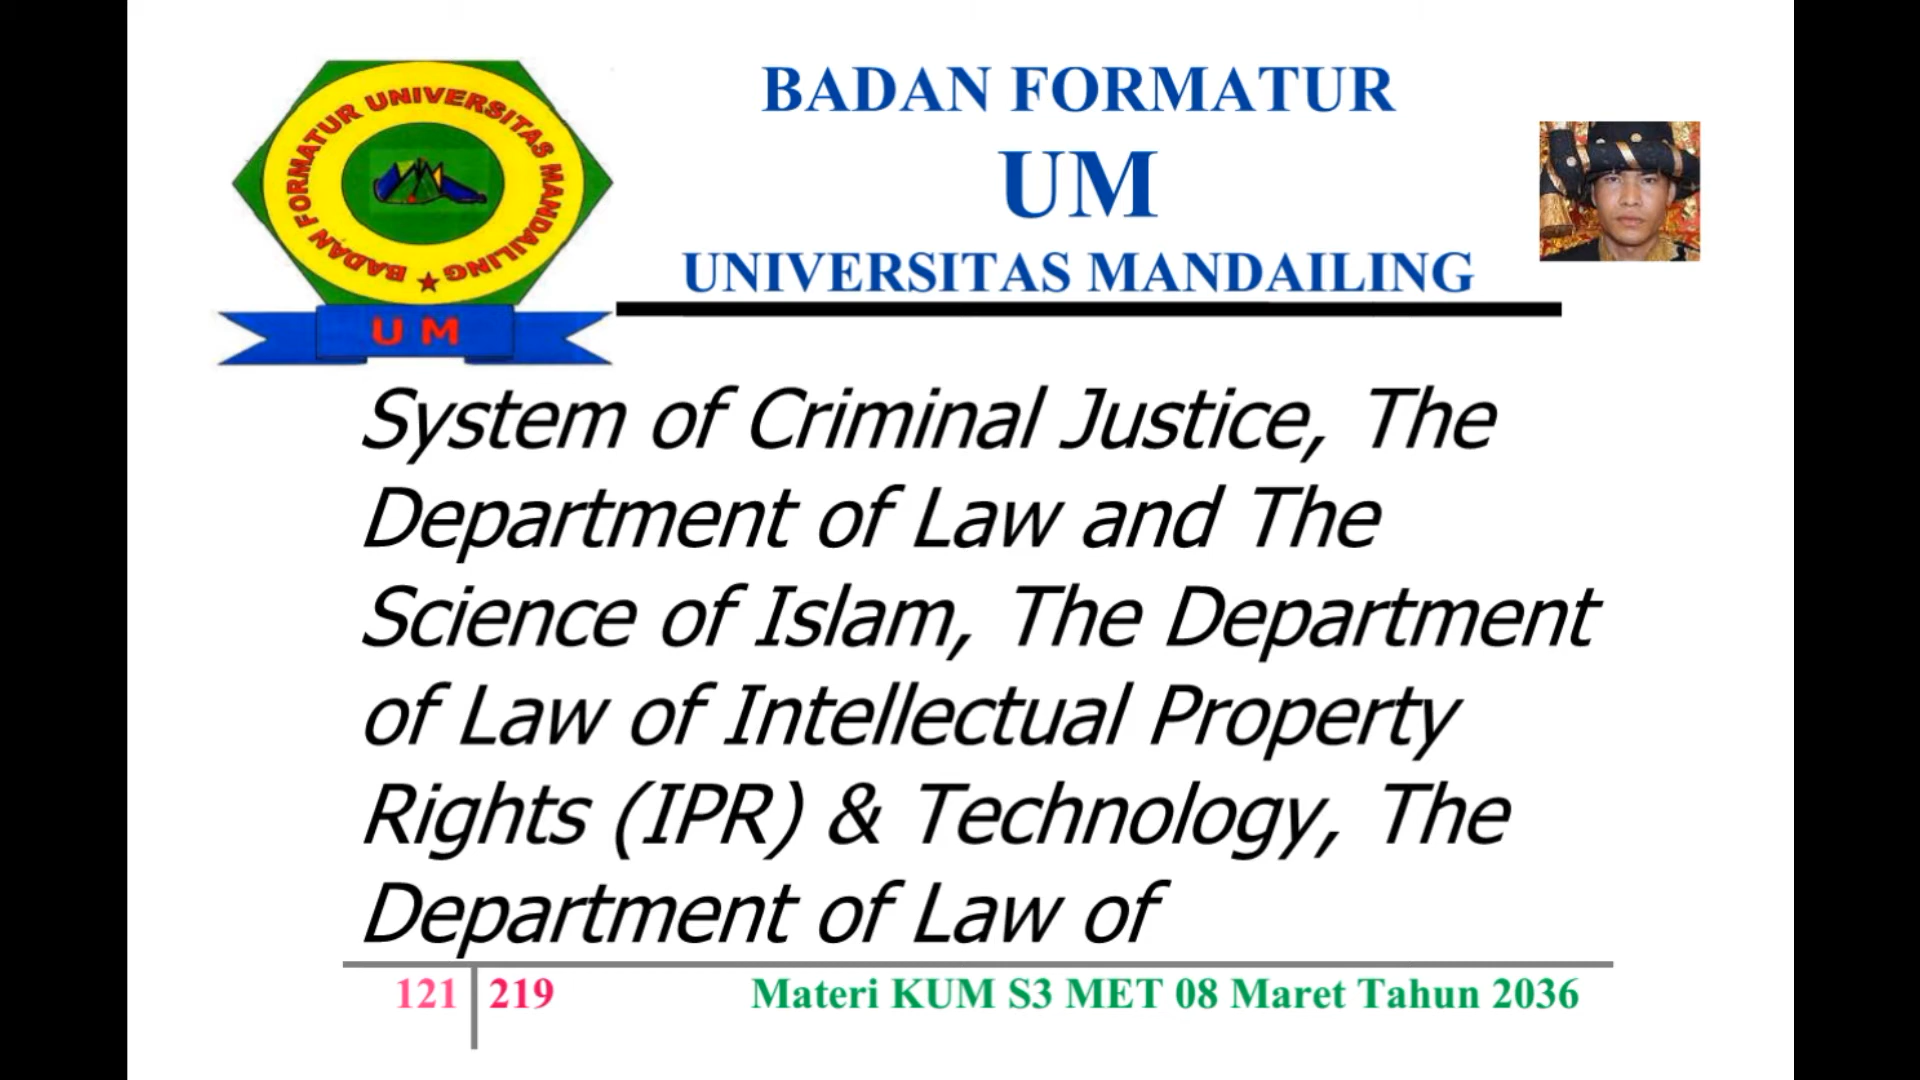 BADAN FORMATUR UNIVERSITAS MANDAILING
UM
BADAN FORMATUR
UM
UNIVERSITAS MANDAILING
System of Criminal Justice, The
Department of Law and The
Science of Islam, The Department
of Law of Intellectual Property
Rights (IPR) & Technology, The
Department of Law of
121 219 Materi KUM S3 MET 08 Maret Tahun 2036